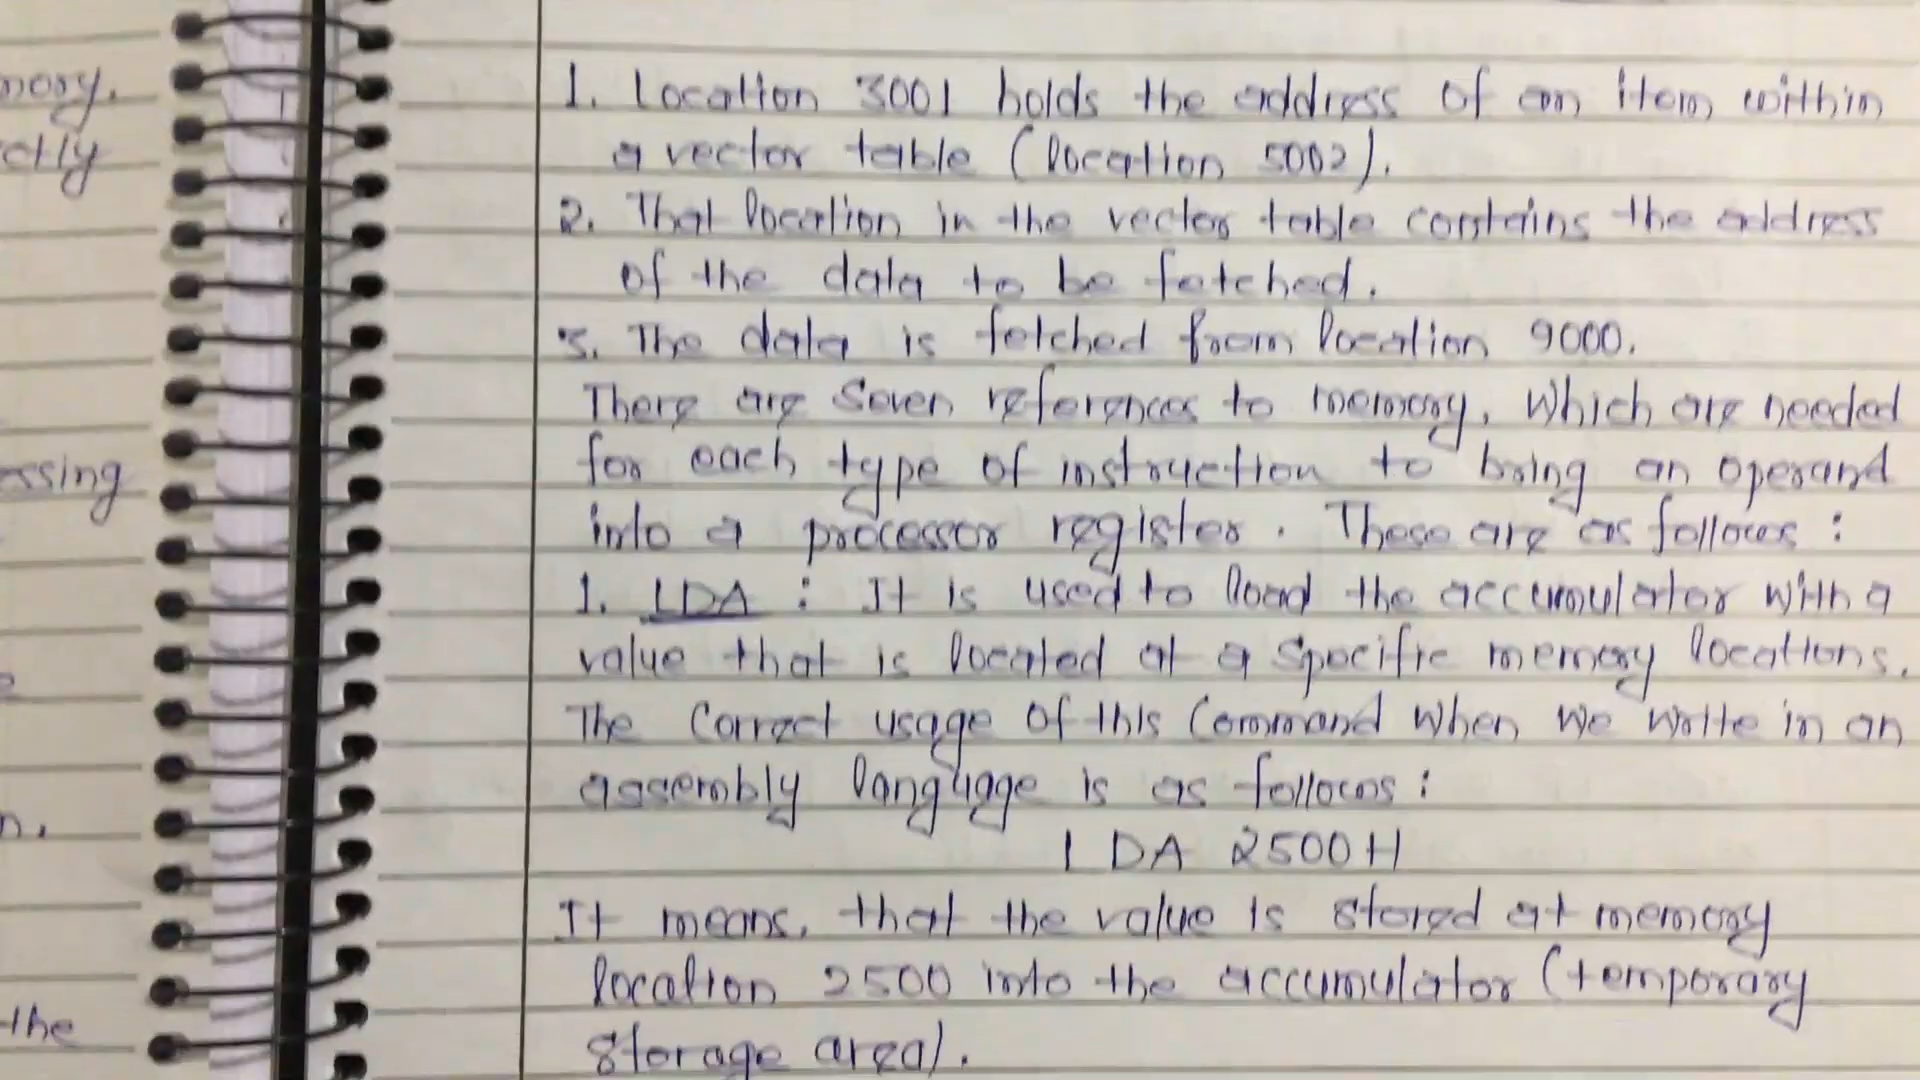 mory.
ctly
essing
n.
the
1. Location 3001 holds the address of an item within
a vector table (location 5002).
2. That location in the vector table contains the address
of the data to be fetched.
3. The data is fetched from location 9000.
There are seven references to memory, which are needed
for each type of instruction to bring an operand
into a processor register. These are as follows:
1. LDA : It is used to load the accumulator with a
value that is located at a specific memory locations.
The Correct usage of this Command when we write in an
assembly language is as follows:
LDA 2500H
It means, that the value is stored at memory
location 2500 into the accumulator (temporary
storage area).